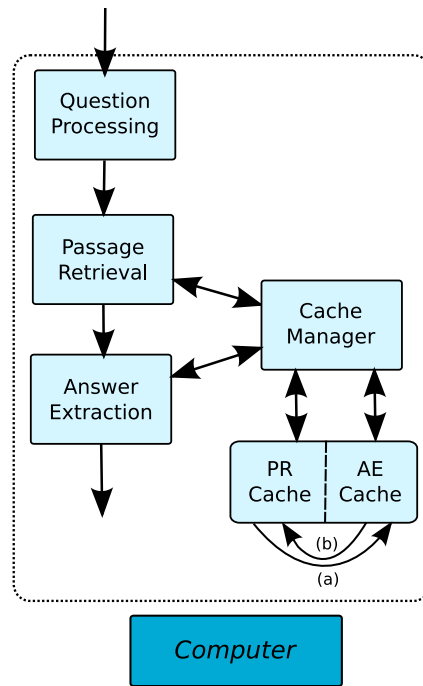 Question
Processing
Passage
Retrieval
Cache
Manager
Answer
Extraction
PR
Cache
AE
Cache
(b)
(a)
Computer